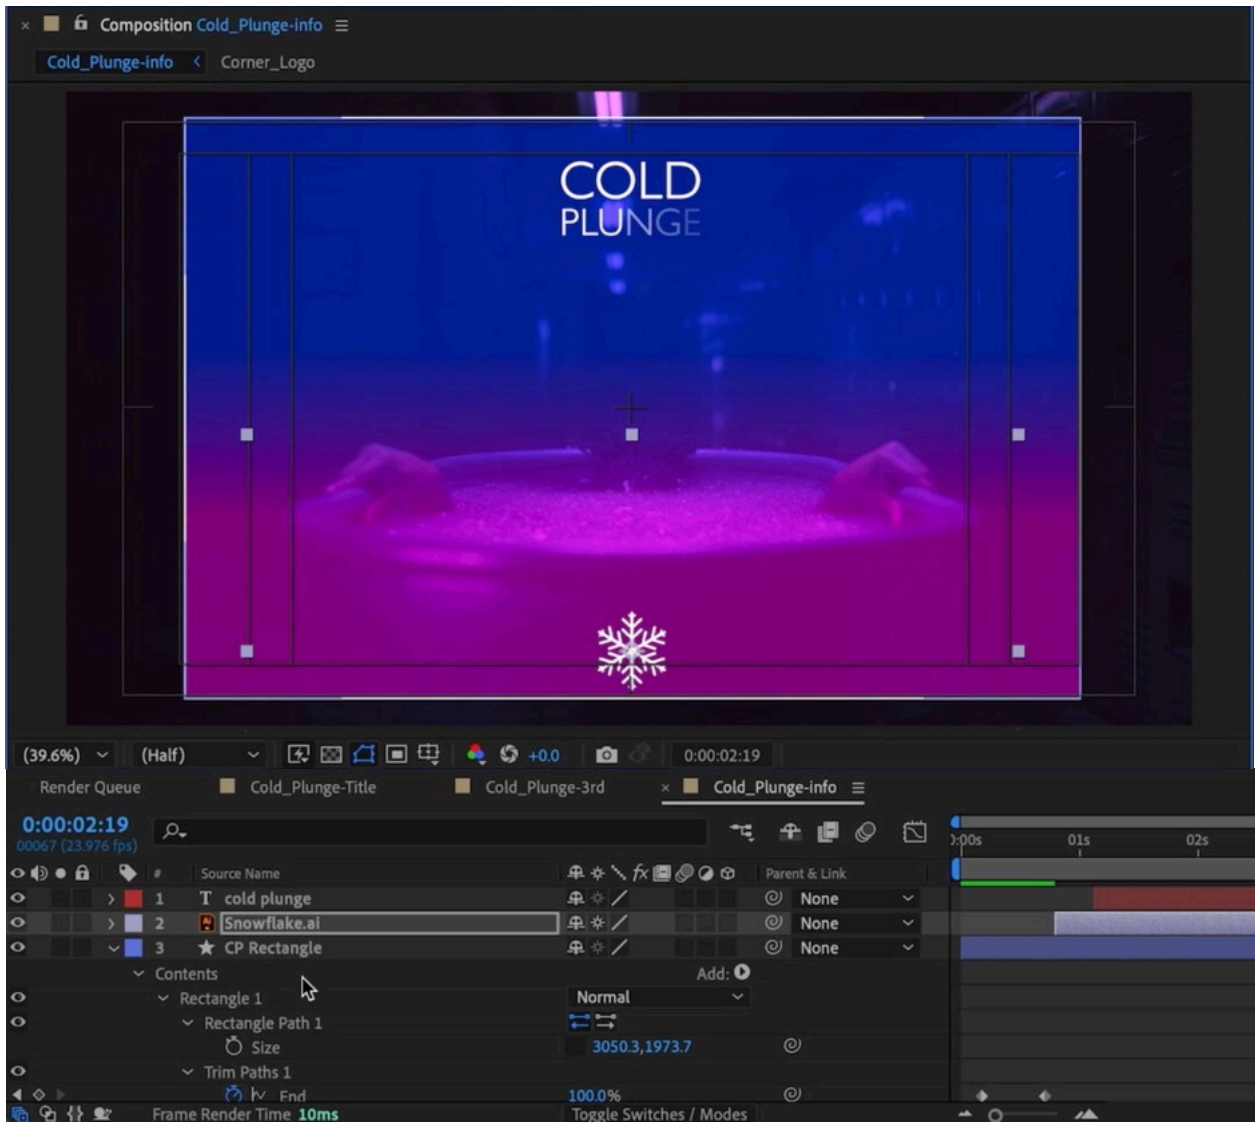 × Composition Cold_Plunge-info ☰
Cold_Plunge-info < Corner_Logo
COLD
PLUNGE
(39.6%) (Half) +0.0 0:00:02:19
Render Queue Cold_Plunge-Title Cold_Plunge-3rd × Cold_Plunge-info ☰
0:00:02:19
00067 (23.976 fps)
):00s 01s 02s
# Source Name fx Parent & Link
1 T cold plunge None
2 Ai Snowflake.ai None
3 CP Rectangle None
Contents Add:
Rectangle 1 Normal
Rectangle Path 1
Size 3050.3,1973.7
Trim Paths 1
End 100.0%
Frame Render Time 10ms Toggle Switches / Modes